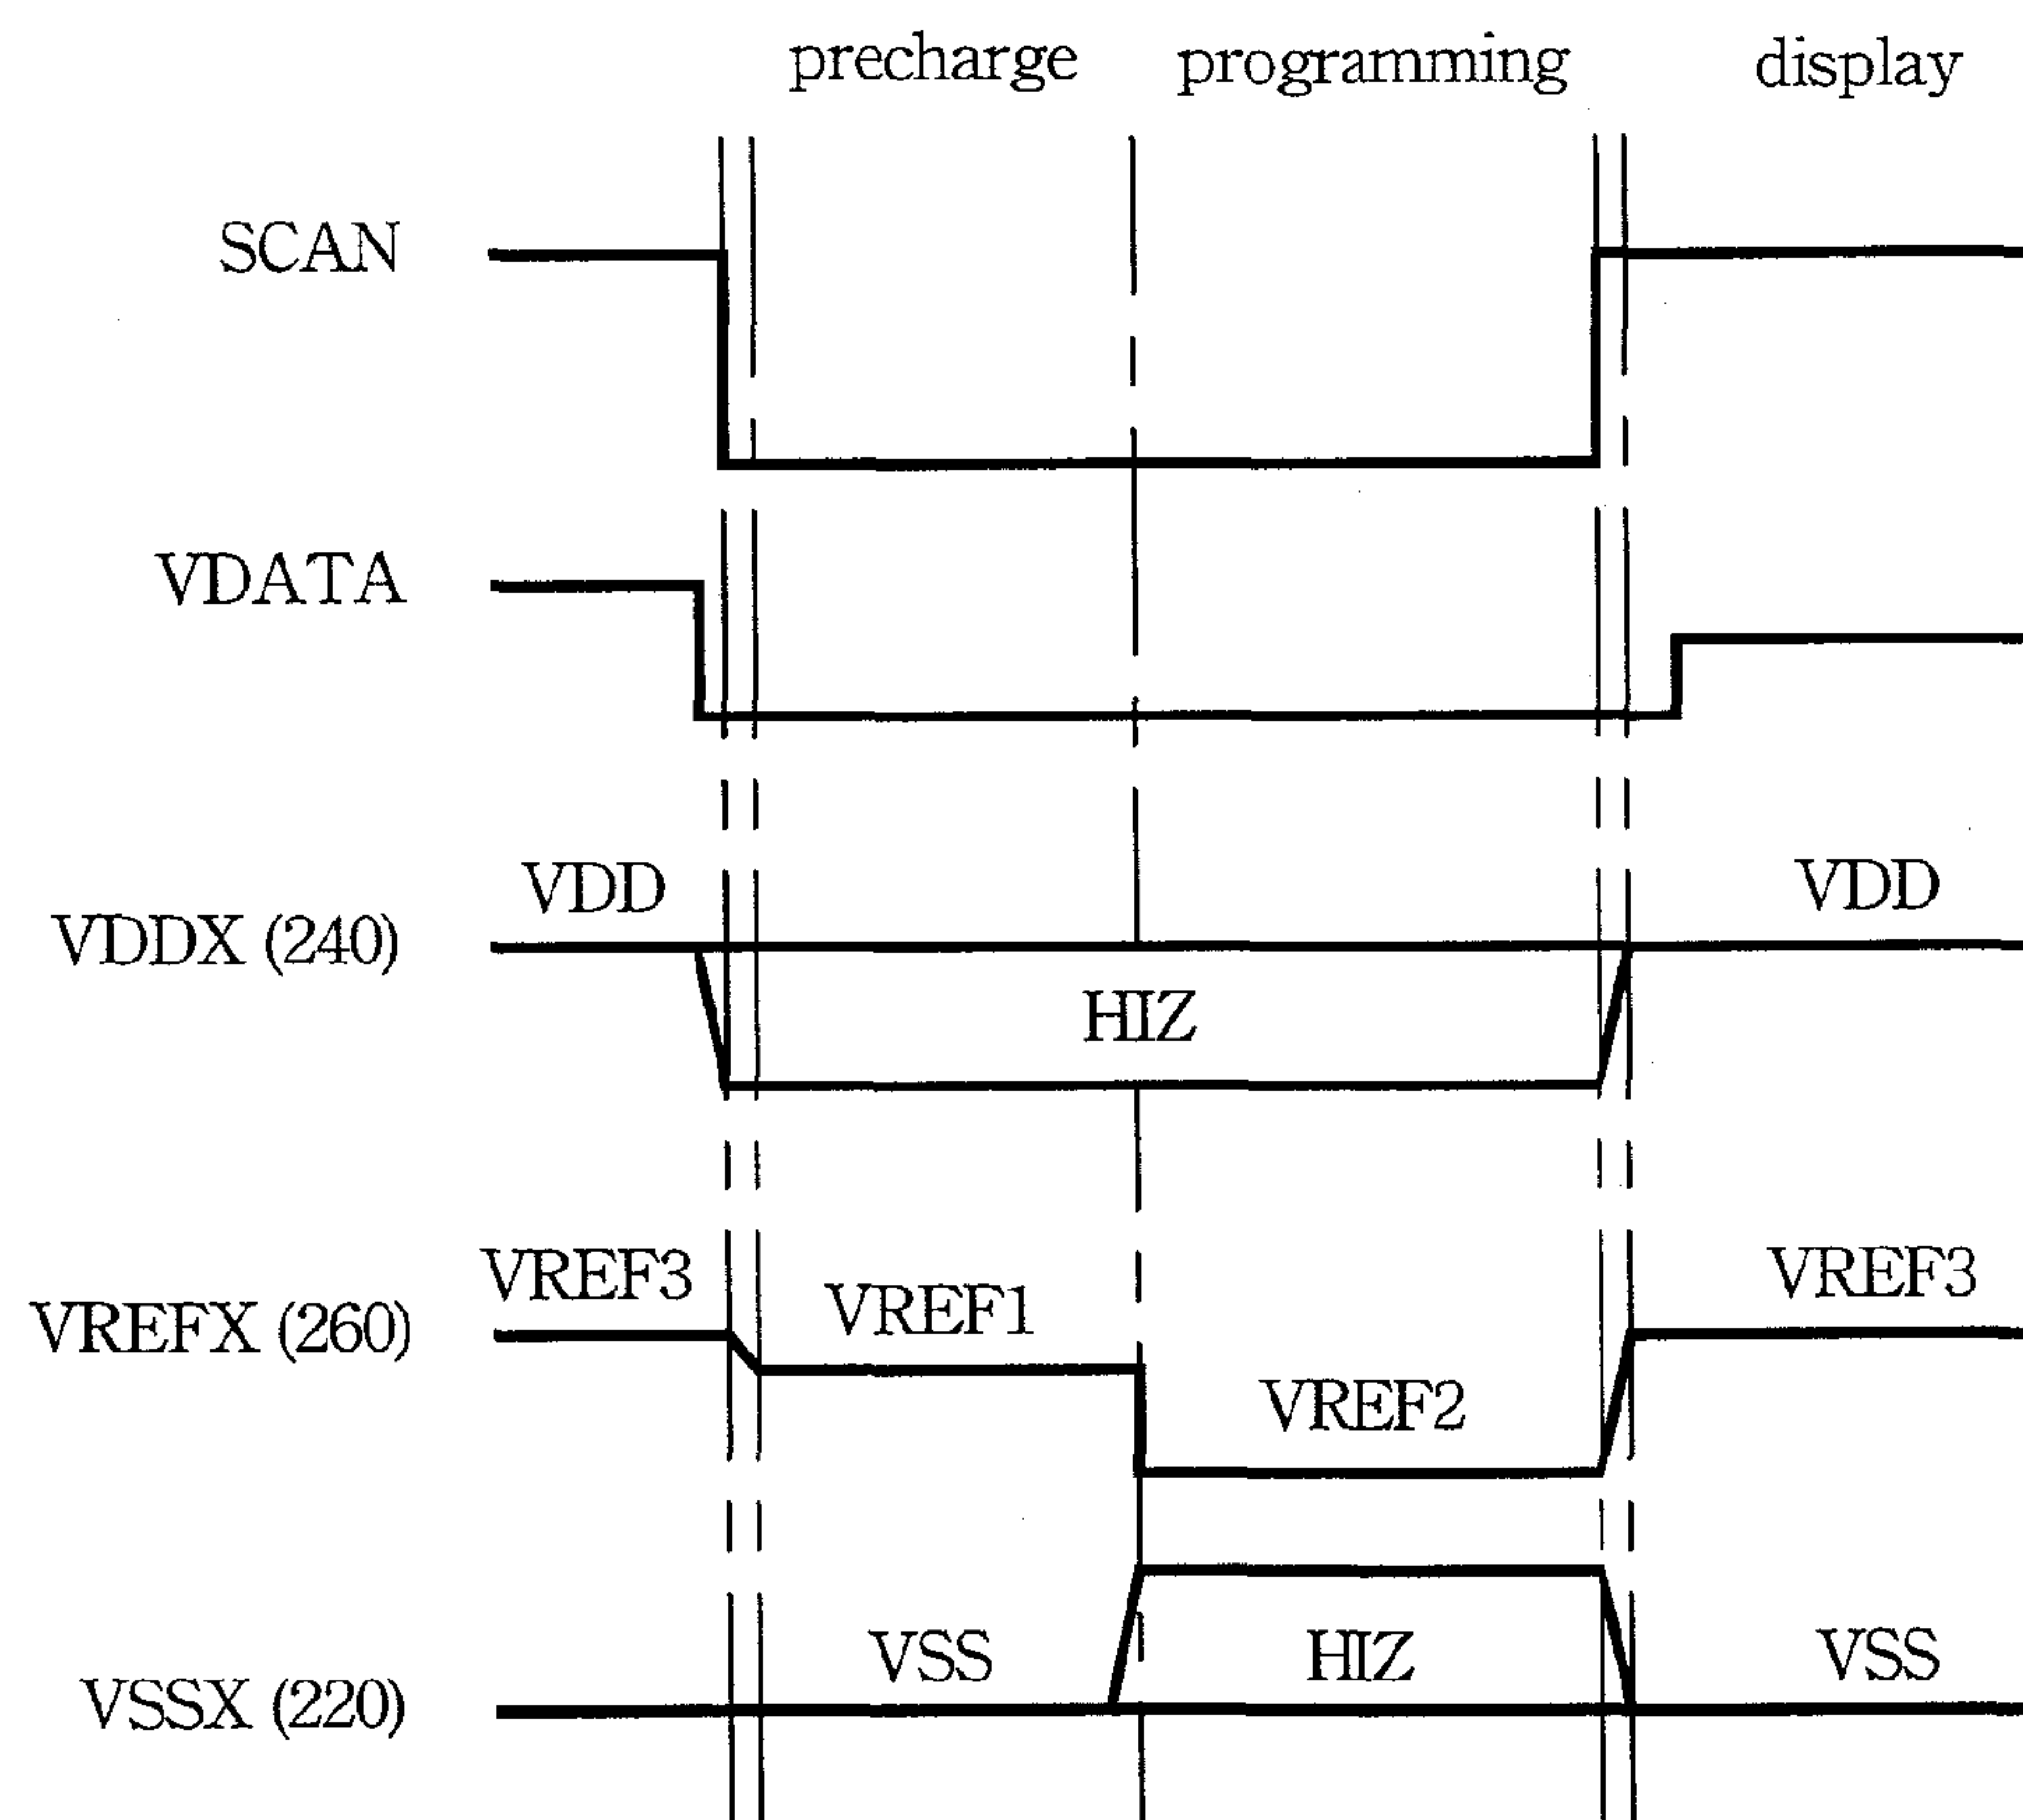 precharge programming display
SCAN
VDATA
VDD VDD
VDDX (240)
HIZ
VREF3 VREF1 VREF3
VREFX (260)
VREF2
VSS HIZ VSS
VSSX (220)